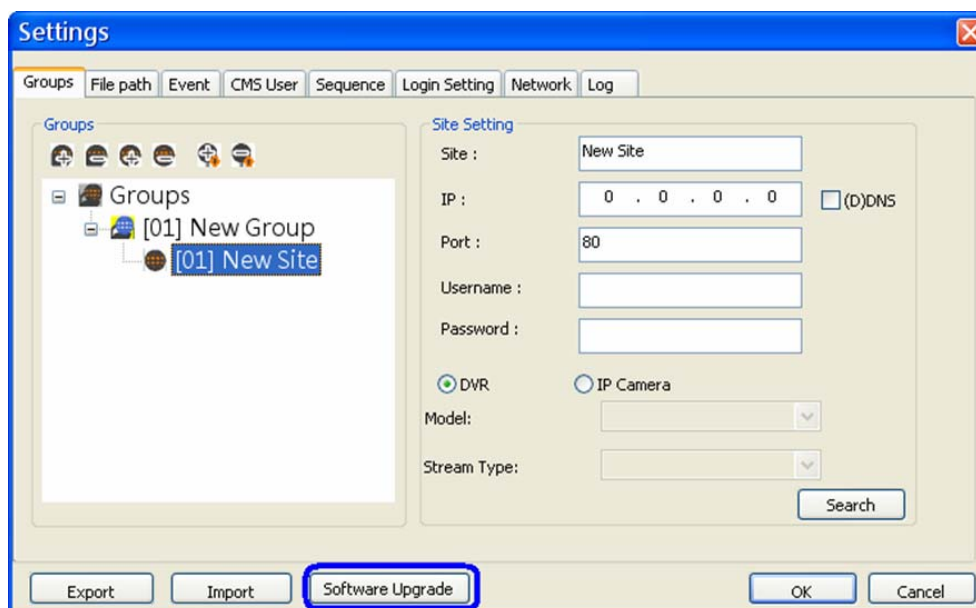 Settings
Groups File path Event CMS User Sequence Login Setting Network Log
Groups
Groups
[01] New Group
[01] New Site
Site Setting
Site : New Site
IP : 0 . 0 . 0 . 0 (D)DNS
Port : 80
Username :
Password :
DVR IP Camera
Model:
Stream Type:
Search
Export Import Software Upgrade OK Cancel